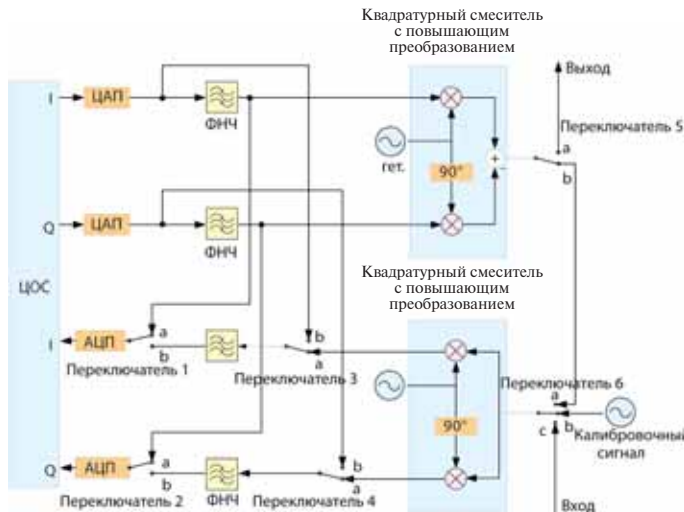 Квадратурный смеситель
с повышающим
преобразованием
I
ЦАП
ФНЧ
гет.
90°
+
–
Выход
Переключатель 5
a
b
Q
ЦАП
ФНЧ
ЦОС
Квадратурный смеситель
с повышающим
преобразованием
I
АЦП
a
b
Переключатель 1
b
a
Переключатель 3
90°
Переключатель 6
a
b
c
Калибровочный
сигнал
Q
АЦП
a
b
Переключатель 2
ФНЧ
b
a
Переключатель 4
Вход